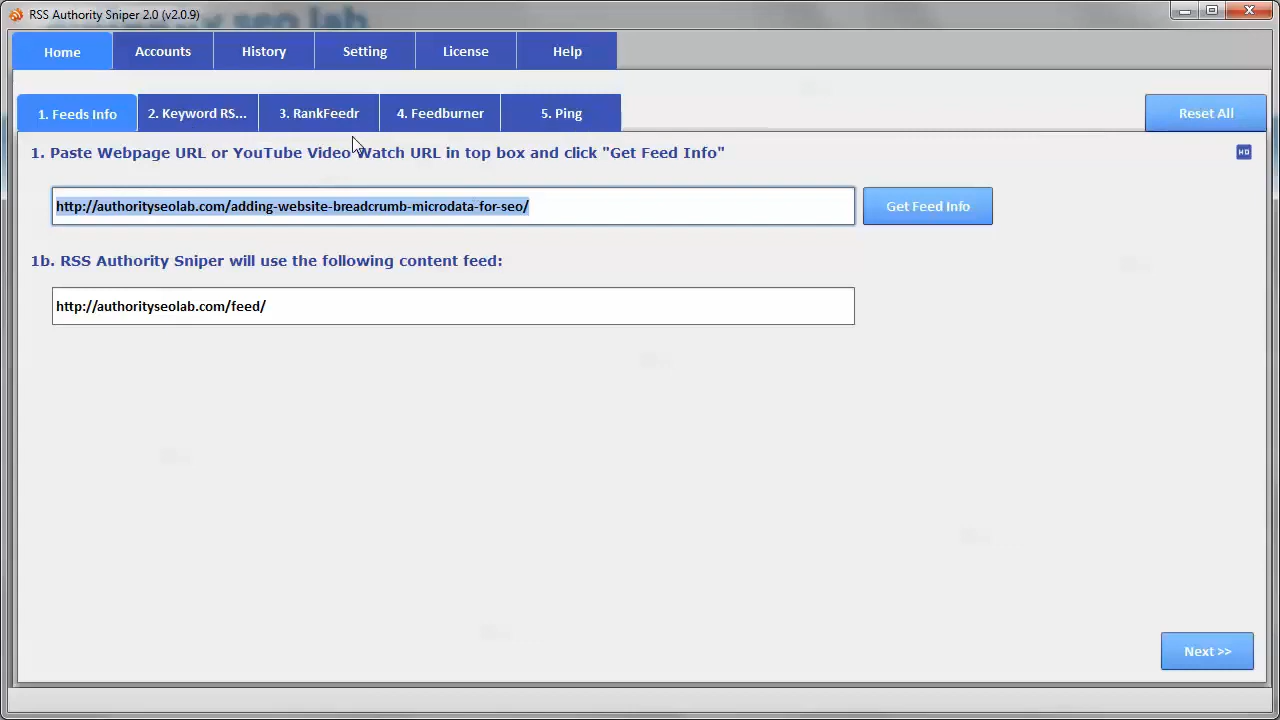 RSS Authority Sniper 2.0 (v2.0.9)
Home
Accounts
History
Setting
License
Help
1. Feeds Info
2. Keyword RS...
3. RankFeedr
4. Feedburner
5. Ping
Reset All
1. Paste Webpage URL or YouTube Video Watch URL in top box and click "Get Feed Info"
HD
http://authorityseolab.com/adding-website-breadcrumb-microdata-for-seo/
Get Feed Info
1b. RSS Authority Sniper will use the following content feed:
http://authorityseolab.com/feed/
Next >>